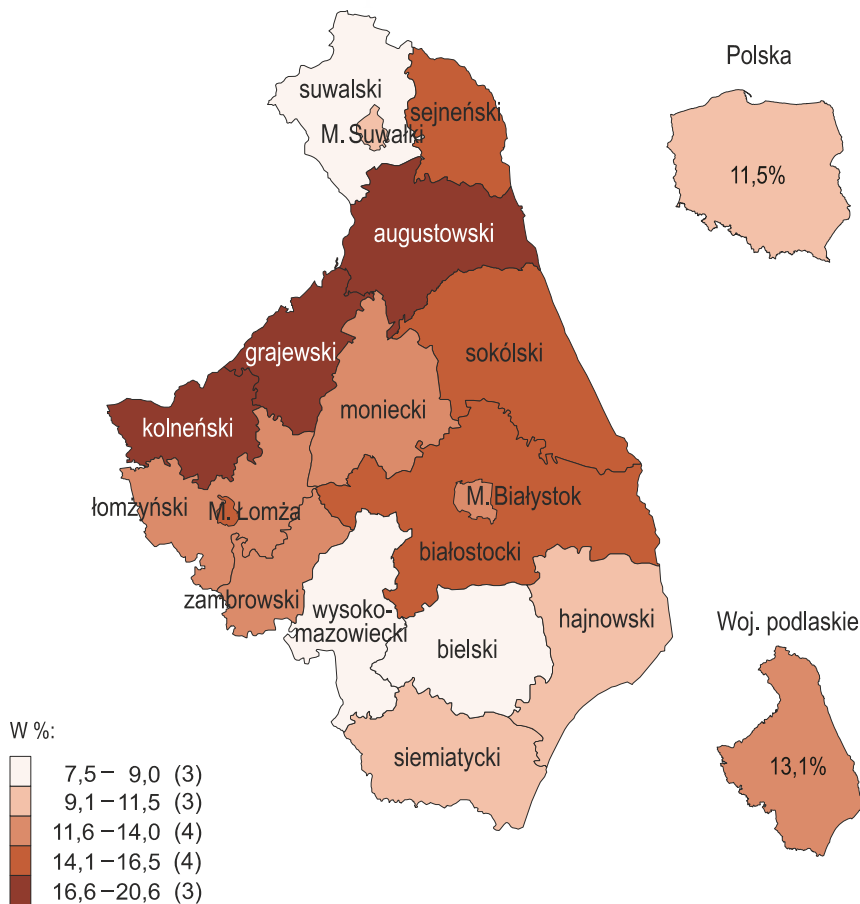 Polska
suwalski
sejneński
M. Suwałki
11,5%
augustowski
grajewski
sokólski
moniecki
kolneński
łomżyński
M. Łomża
M. Białystok
białostocki
zambrowski
wysoko-
mazowiecki
hajnowski
bielski
Woj. podlaskie
siemiatycki
13,1%
W %:
7,5 – 9,0 (3)
9,1 – 11,5 (3)
11,6 – 14,0 (4)
14,1 – 16,5 (4)
16,6 – 20,6 (3)